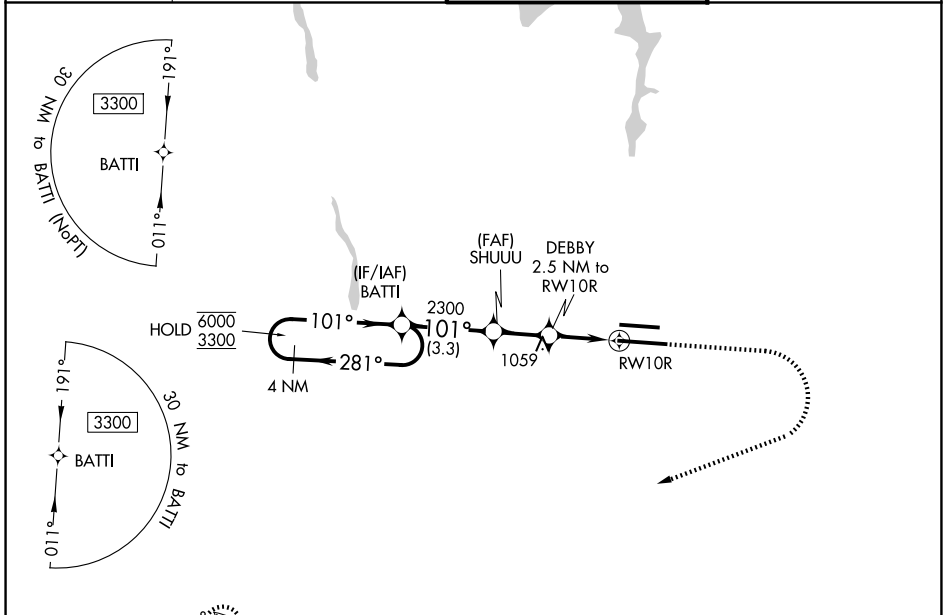 30 NM to BATTI (NoPT)
191°
3300
BATTI
011°
(IF/IAF)
BATTI
(FAF)
SHUUU
DEBBY
2.5 NM to
RW10R
HOLD
6000
3300
101°
281°
4 NM
2300
101°
(3.3)
1059
RW10R
191°
3300
BATTI
30 NM to BATTI
011°